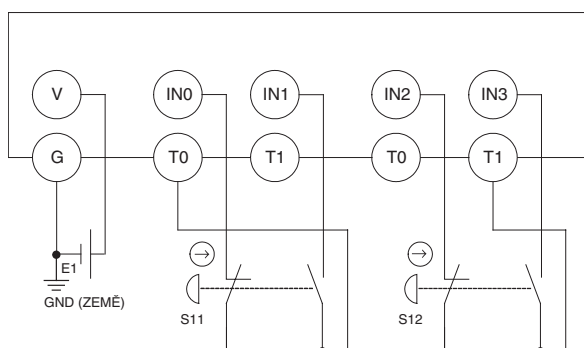 V IN0 IN1 IN2 IN3
G T0 T1 T0 T1
E1
GND (ZEMĚ)
S11 S12